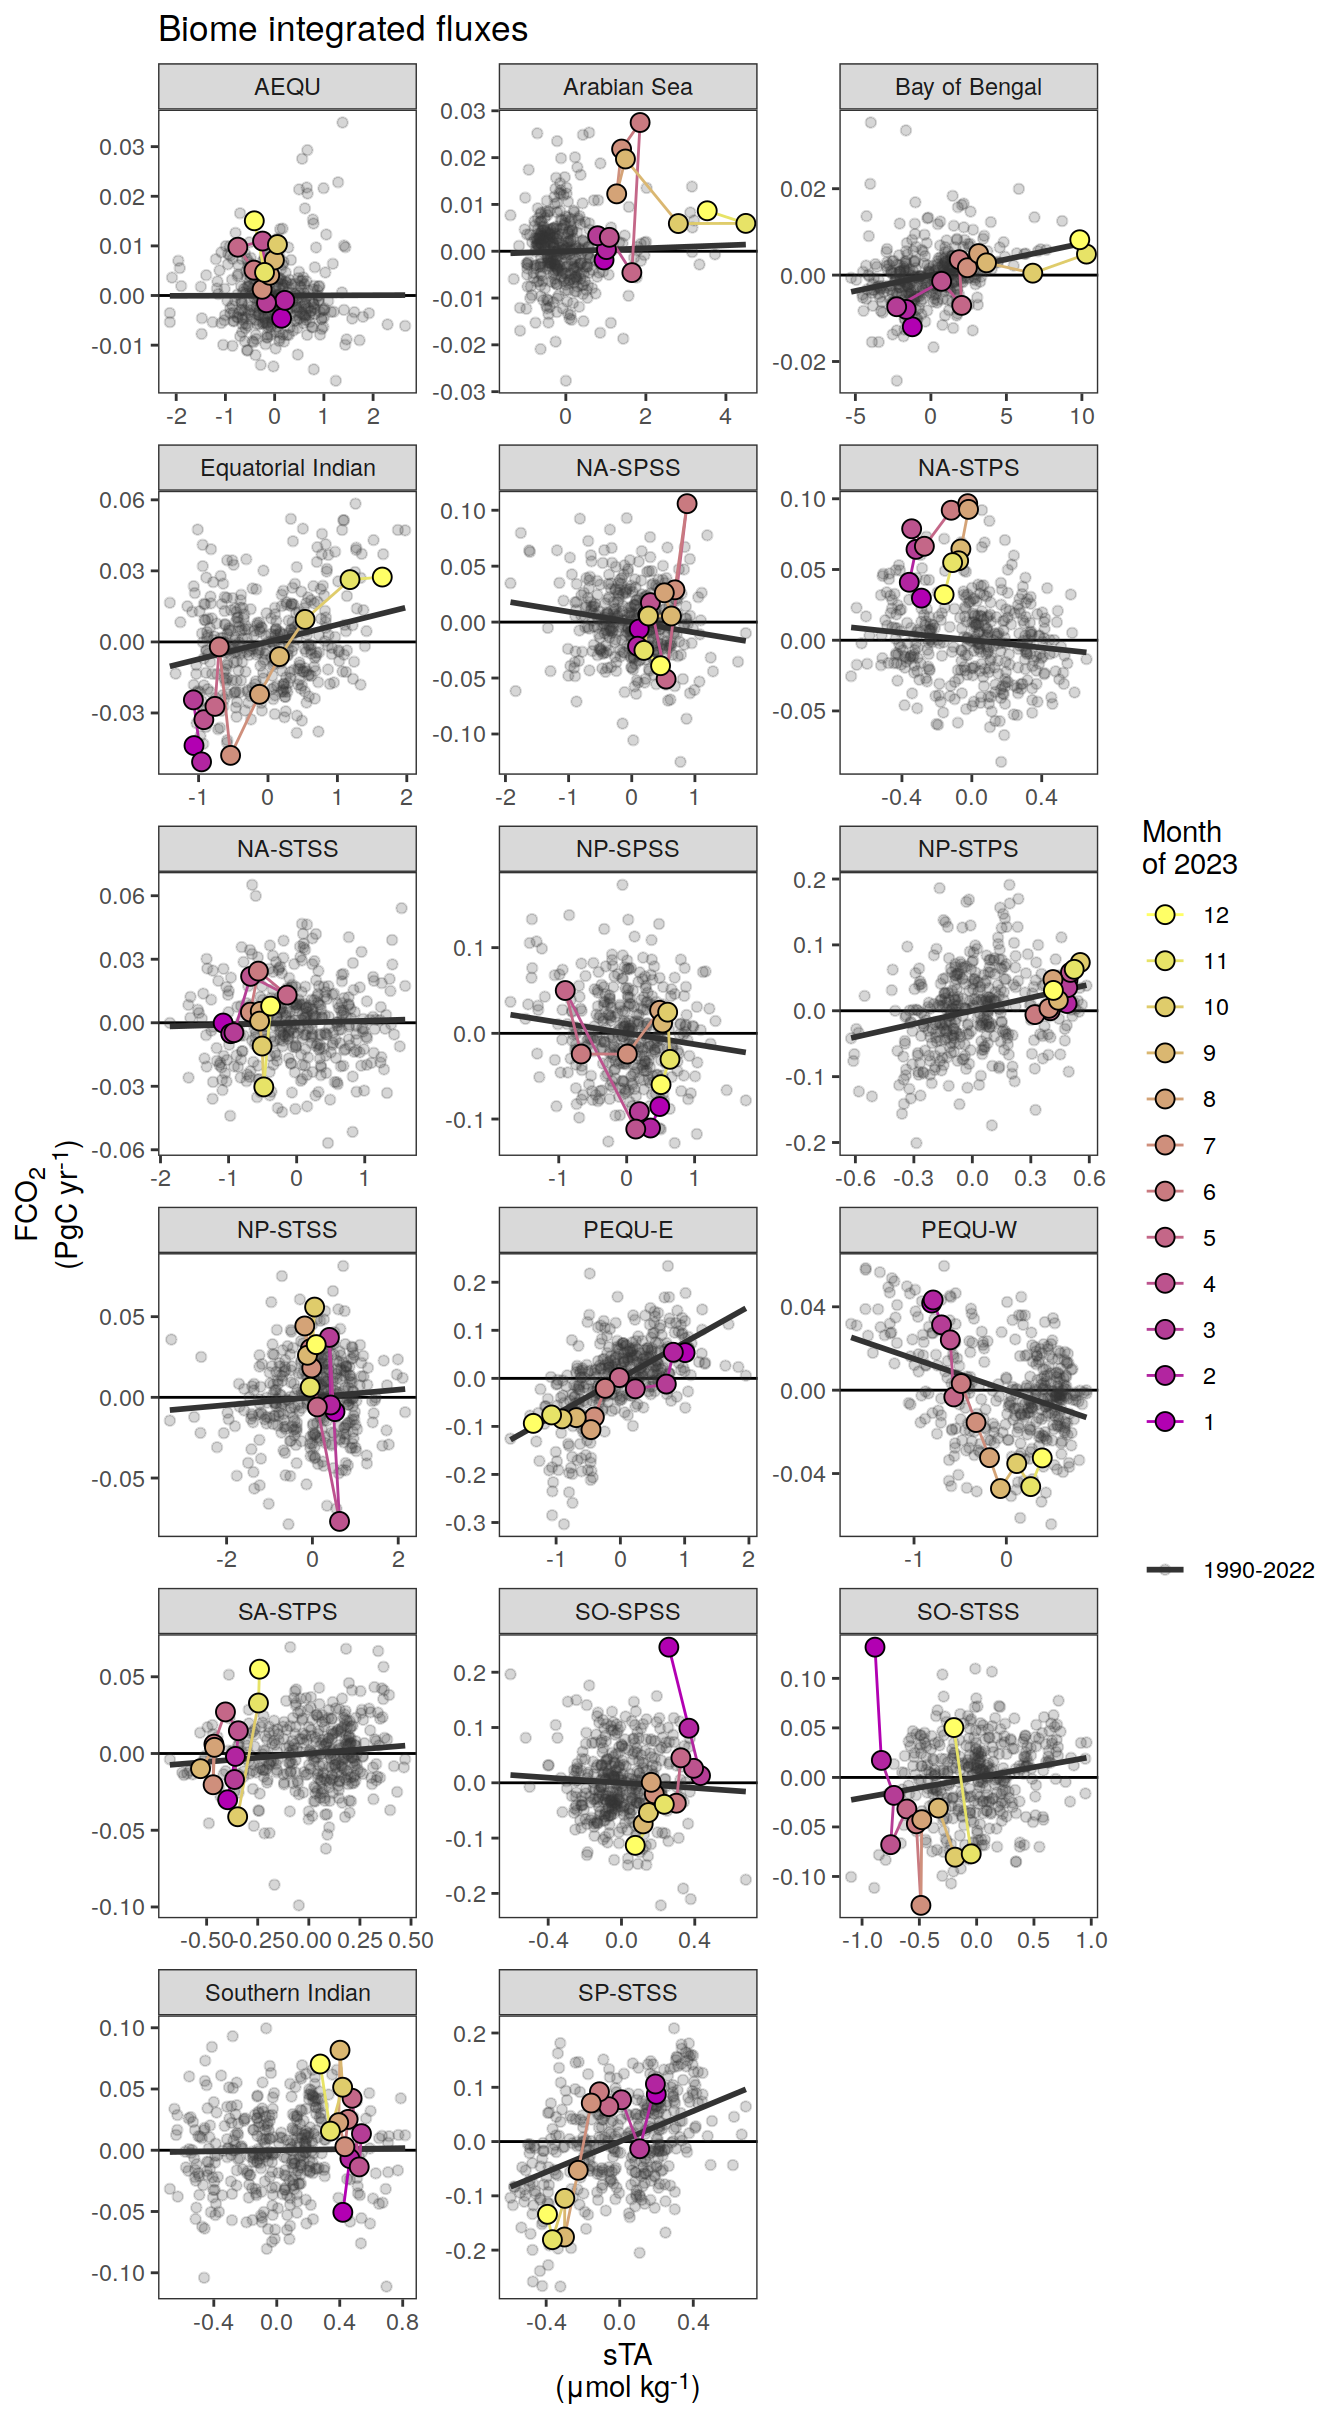 Biome integrated fluxes
AEQU
Arabian Sea
Bay of Bengal
0.03
0.02
0.01
0.00
-0.01
-2 -1 0 1 2
0.03
0.02
0.01
0.00
-0.01
-0.02
-0.03
0 2 4
0.02
0.00
-0.02
-5 0 5 10
Equatorial Indian
NA-SPSS
NA-STPS
0.06
0.03
0.00
-0.03
-1 0 1 2
0.10
0.05
0.00
-0.05
-0.10
-2 -1 0 1
0.10
0.05
0.00
-0.05
-0.4 0.0 0.4
NA-STSS
NP-SPSS
NP-STPS
0.06
0.03
0.00
-0.03
-0.06
-2 -1 0 1
0.1
0.0
-0.1
-1 0 1
0.2
0.1
0.0
-0.1
-0.2
-0.6 -0.3 0.0 0.3 0.6
NP-STSS
PEQU-E
PEQU-W
0.05
0.00
-0.05
-2 0 2
0.2
0.1
0.0
-0.1
-0.2
-0.3
-1 0 1 2
0.04
0.00
-0.04
-1 0
SA-STPS
SO-SPSS
SO-STSS
0.05
0.00
-0.05
-0.10
-0.50 -0.25 0.00 0.25 0.50
0.2
0.1
0.0
-0.1
-0.2
-0.4 0.0 0.4
0.10
0.05
0.00
-0.05
-0.10
-1.0 -0.5 0.0 0.5 1.0
Southern Indian
SP-STSS
0.10
0.05
0.00
-0.05
-0.10
-0.4 0.0 0.4 0.8
0.2
0.1
0.0
-0.1
-0.2
-0.4 0.0 0.4
FCO₂
(PgC yr⁻¹)
sTA
(μmol kg⁻¹)
Month
of 2023
12
11
10
9
8
7
6
5
4
3
2
1
1990-2022